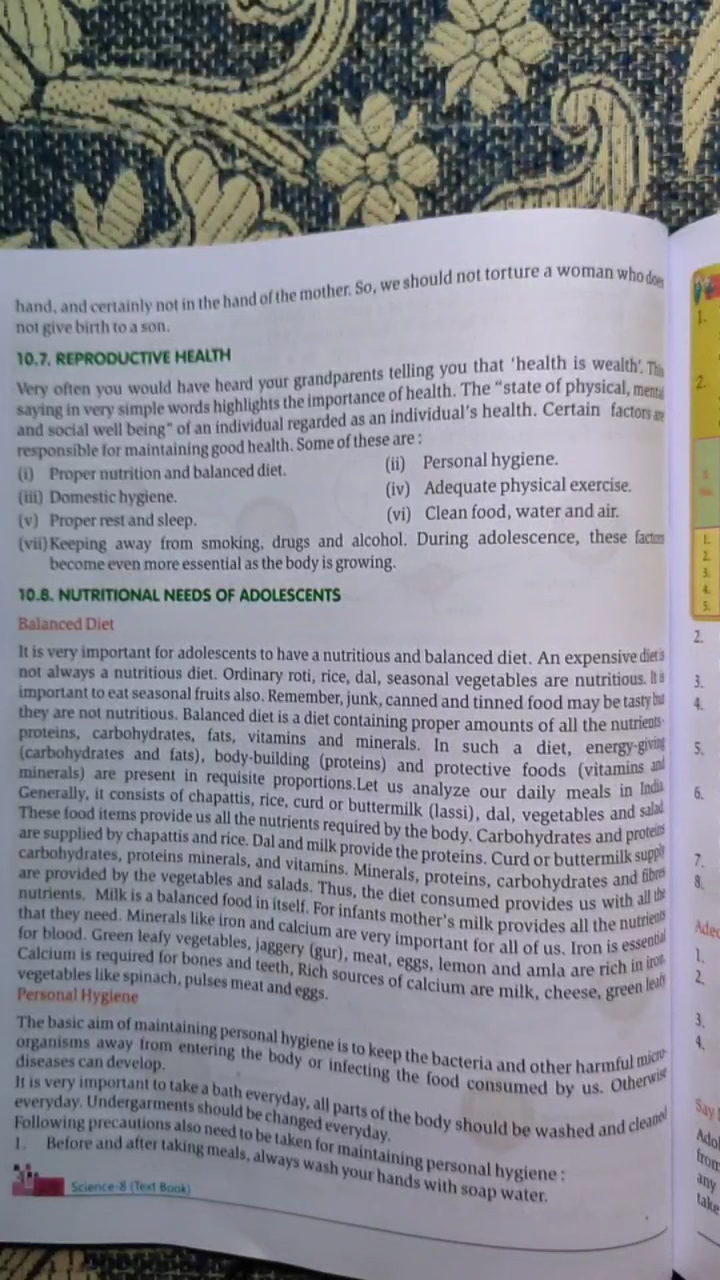 hand, and certainly not in the hand of the mother. So, we should not torture a woman who does
not give birth to a son.
10.7. REPRODUCTIVE HEALTH
Very often you would have heard your grandparents telling you that 'health is wealth'. This
saying in very simple words highlights the importance of health. The "state of physical, mental
and social well being" of an individual regarded as an individual's health. Certain factors are
responsible for maintaining good health. Some of these are :
(i) Proper nutrition and balanced diet. (ii) Personal hygiene.
(iii) Domestic hygiene. (iv) Adequate physical exercise.
(v) Proper rest and sleep. (vi) Clean food, water and air.
(vii) Keeping away from smoking, drugs and alcohol. During adolescence, these factors
become even more essential as the body is growing.
10.8. NUTRITIONAL NEEDS OF ADOLESCENTS
Balanced Diet
It is very important for adolescents to have a nutritious and balanced diet. An expensive diet is
not always a nutritious diet. Ordinary roti, rice, dal, seasonal vegetables are nutritious. It is
important to eat seasonal fruits also. Remember, junk, canned and tinned food may be tasty but
they are not nutritious. Balanced diet is a diet containing proper amounts of all the nutrients-
proteins, carbohydrates, fats, vitamins and minerals. In such a diet, energy-giving
(carbohydrates and fats), body-building (proteins) and protective foods (vitamins and
minerals) are present in requisite proportions.Let us analyze our daily meals in India.
Generally, it consists of chapattis, rice, curd or buttermilk (lassi), dal, vegetables and salad.
These food items provide us all the nutrients required by the body. Carbohydrates and proteins
are supplied by chapattis and rice. Dal and milk provide the proteins. Curd or buttermilk supply
carbohydrates, proteins minerals, and vitamins. Minerals, proteins, carbohydrates and fibres
are provided by the vegetables and salads. Thus, the diet consumed provides us with all the
nutrients. Milk is a balanced food in itself. For infants mother's milk provides all the nutrients
that they need. Minerals like iron and calcium are very important for all of us. Iron is essential
for blood. Green leafy vegetables, jaggery (gur), meat, eggs, lemon and amla are rich in iron.
Calcium is required for bones and teeth, Rich sources of calcium are milk, cheese, green leafy
vegetables like spinach, pulses meat and eggs.
Personal Hygiene
The basic aim of maintaining personal hygiene is to keep the bacteria and other harmful micro-
organisms away from entering the body or infecting the food consumed by us. Otherwise
diseases can develop.
It is very important to take a bath everyday, all parts of the body should be washed and cleaned
everyday. Undergarments should be changed everyday.
Following precautions also need to be taken for maintaining personal hygiene :
1. Before and after taking meals, always wash your hands with soap water.
Science-8 (Text Book)
1.
2.
1.
2.
3.
4.
5.
2.
3.
4.
5.
6.
7.
8.
1.
2.
3.
4.
Say
from
any
take